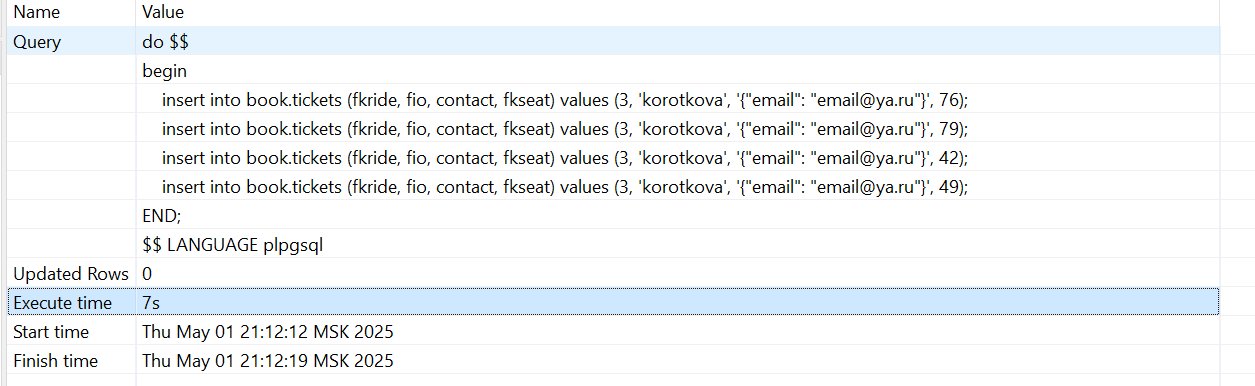 Name Value
Query do $$
begin
insert into book.tickets (fkride, fio, contact, fkseat) values (3, 'korotkova', '{"email": "email@ya.ru"}', 76);
insert into book.tickets (fkride, fio, contact, fkseat) values (3, 'korotkova', '{"email": "email@ya.ru"}', 79);
insert into book.tickets (fkride, fio, contact, fkseat) values (3, 'korotkova', '{"email": "email@ya.ru"}', 42);
insert into book.tickets (fkride, fio, contact, fkseat) values (3, 'korotkova', '{"email": "email@ya.ru"}', 49);
END;
$$ LANGUAGE plpgsql
Updated Rows 0
Execute time 7s
Start time Thu May 01 21:12:12 MSK 2025
Finish time Thu May 01 21:12:19 MSK 2025